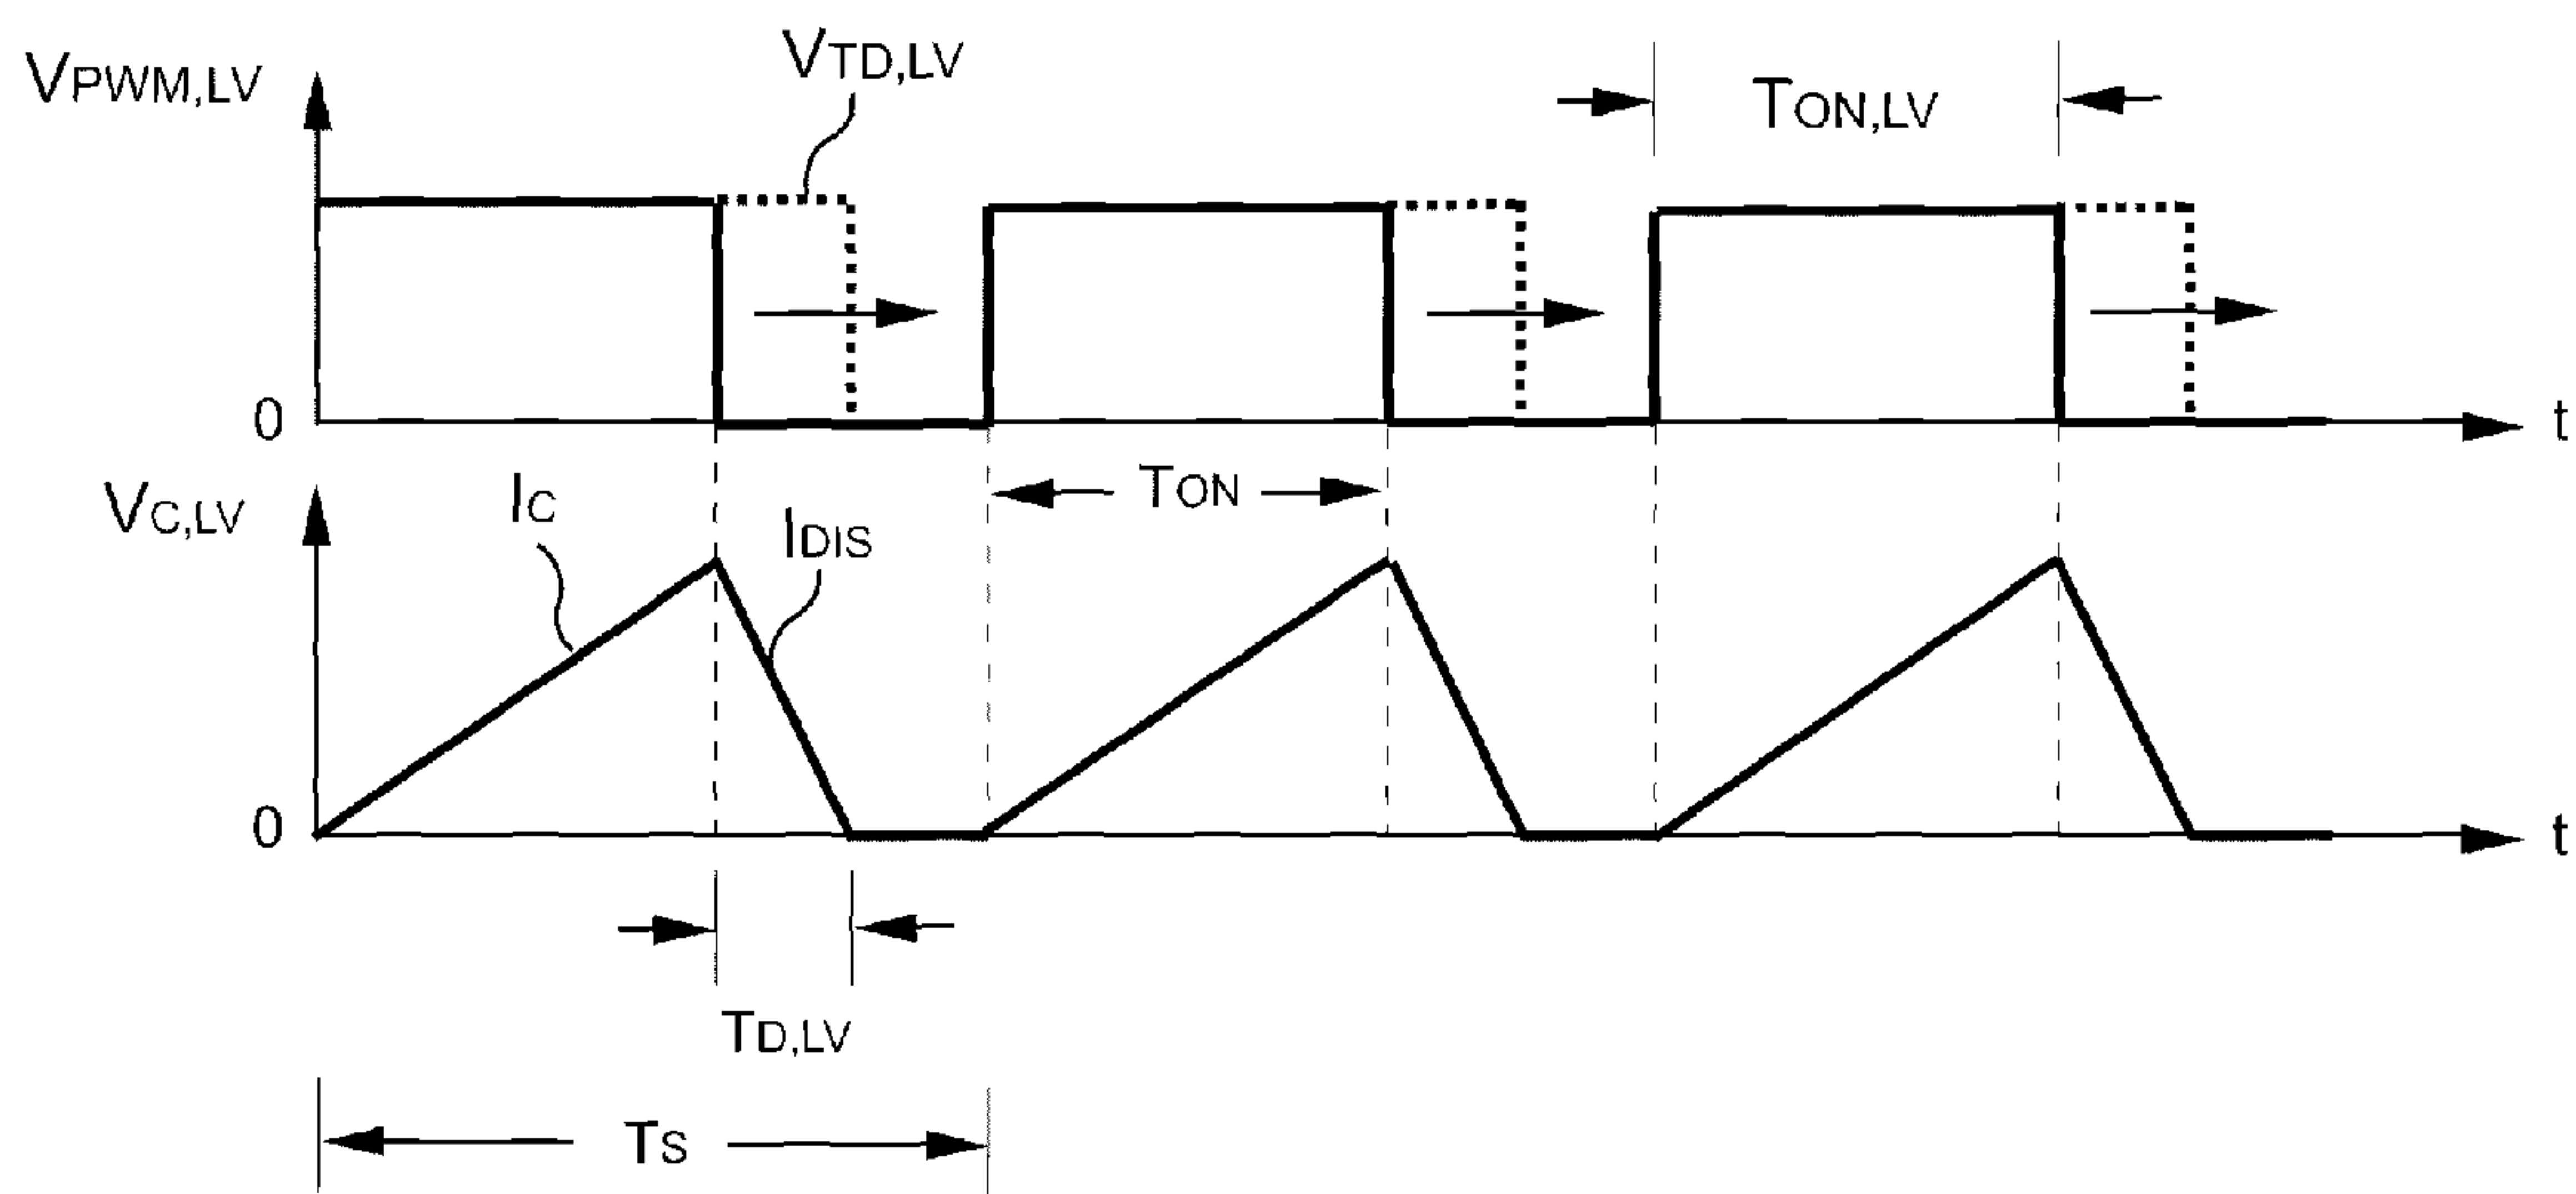 VPWM,LV
VTD,LV
TON,LV
0
t
VC,LV
IC
IDIS
TON
0
t
TD,LV
TS